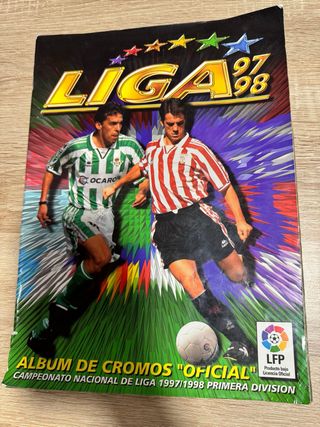 LIGA 97
98
OCARO
ALBUM DE CROMOS "OFICIAL"
CAMPEONATO NACIONAL DE LIGA 1997/1998 PRIMERA DIVISION
LFP
Producto bajo
Licencia Oficial